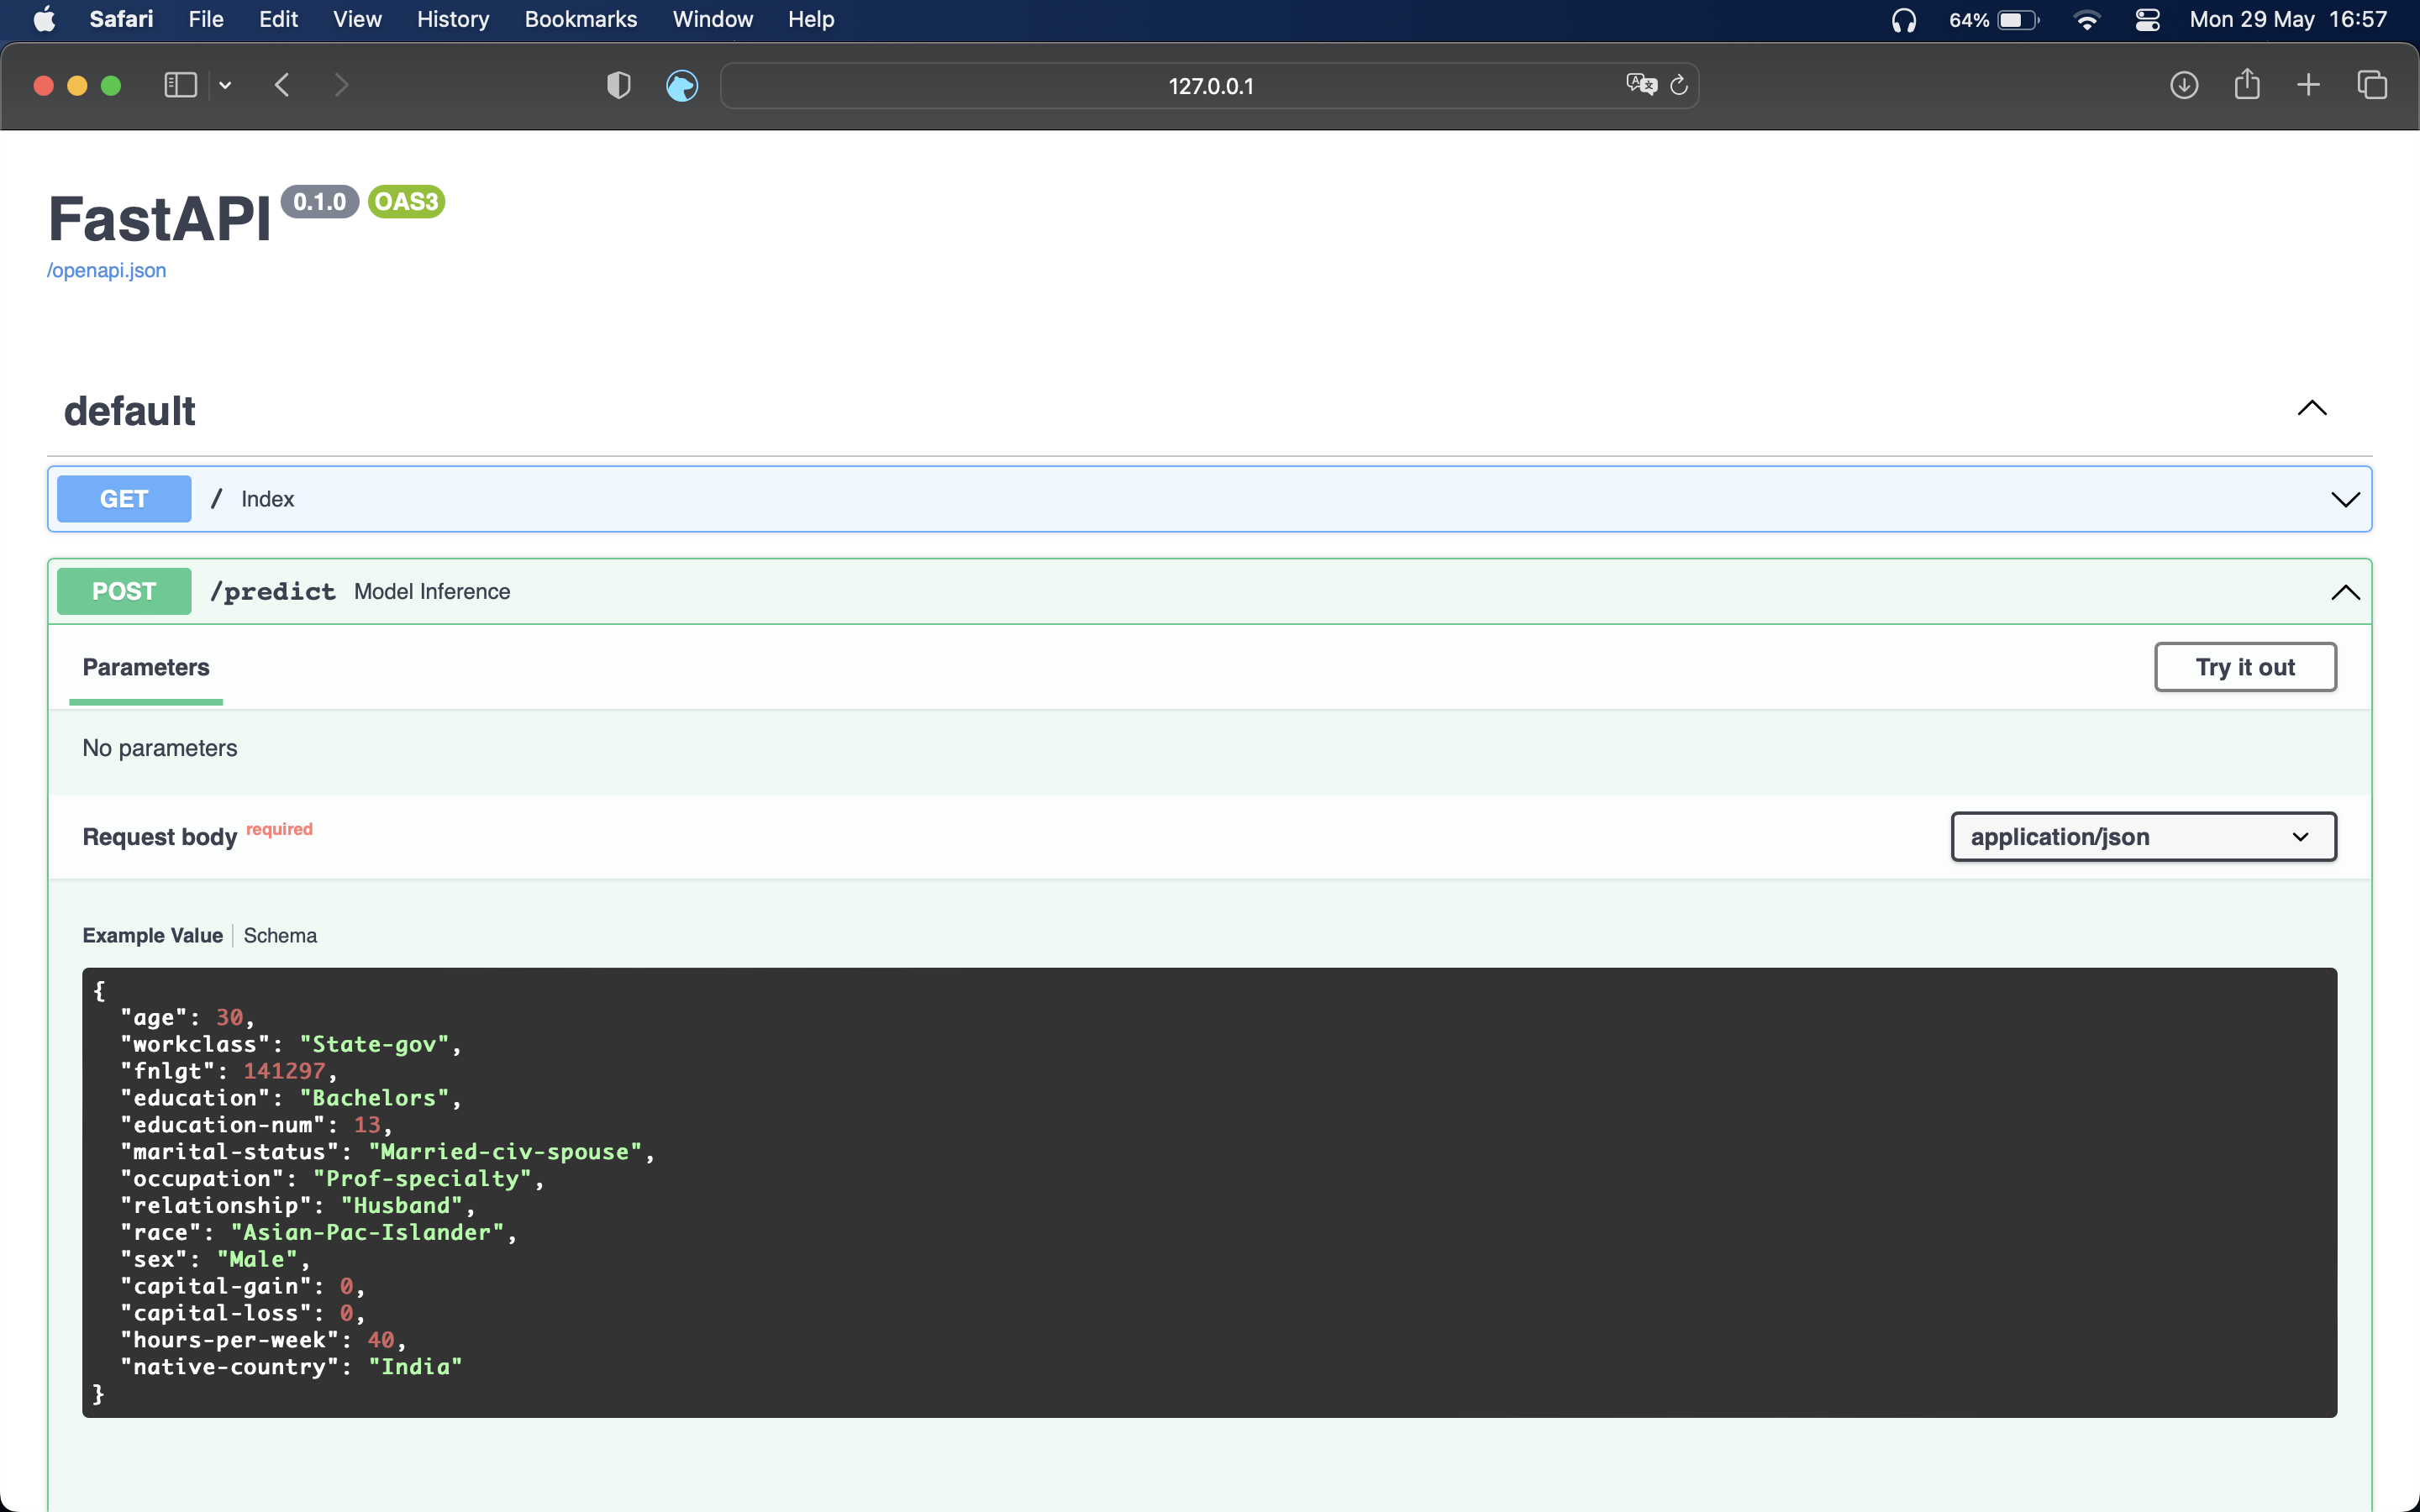 Safari File Edit View History Bookmarks Window Help 64% Mon 29 May 16:57
127.0.0.1
FastAPI 0.1.0 OAS3
/openapi.json
default
GET / Index
POST /predict Model Inference
Parameters Try it out
No parameters
Request body required application/json
Example Value Schema
{
"age": 30,
"workclass": "State-gov",
"fnlgt": 141297,
"education": "Bachelors",
"education-num": 13,
"marital-status": "Married-civ-spouse",
"occupation": "Prof-specialty",
"relationship": "Husband",
"race": "Asian-Pac-Islander",
"sex": "Male",
"capital-gain": 0,
"capital-loss": 0,
"hours-per-week": 40,
"native-country": "India"
}